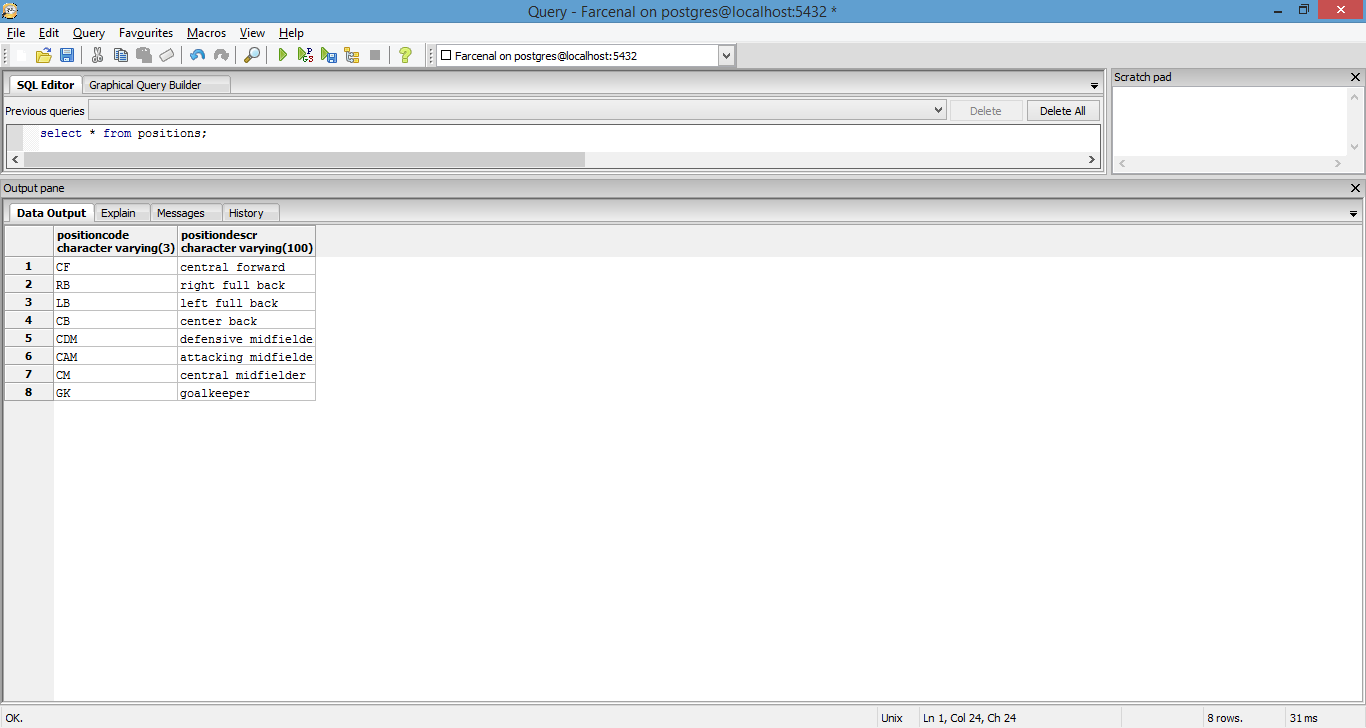 Query - Farcenal on postgres@localhost:5432 *
File Edit Query Favourites Macros View Help
Farcenal on postgres@localhost:5432
SQL Editor Graphical Query Builder
Scratch pad
Previous queries Delete Delete All
select * from positions;
Output pane
Data Output Explain Messages History
positioncode positiondescr
character varying(3) character varying(100)
1 CF central forward
2 RB right full back
3 LB left full back
4 CB center back
5 CDM defensive midfielde
6 CAM attacking midfielde
7 CM central midfielder
8 GK goalkeeper
OK. Unix Ln 1, Col 24, Ch 24 8 rows. 31 ms